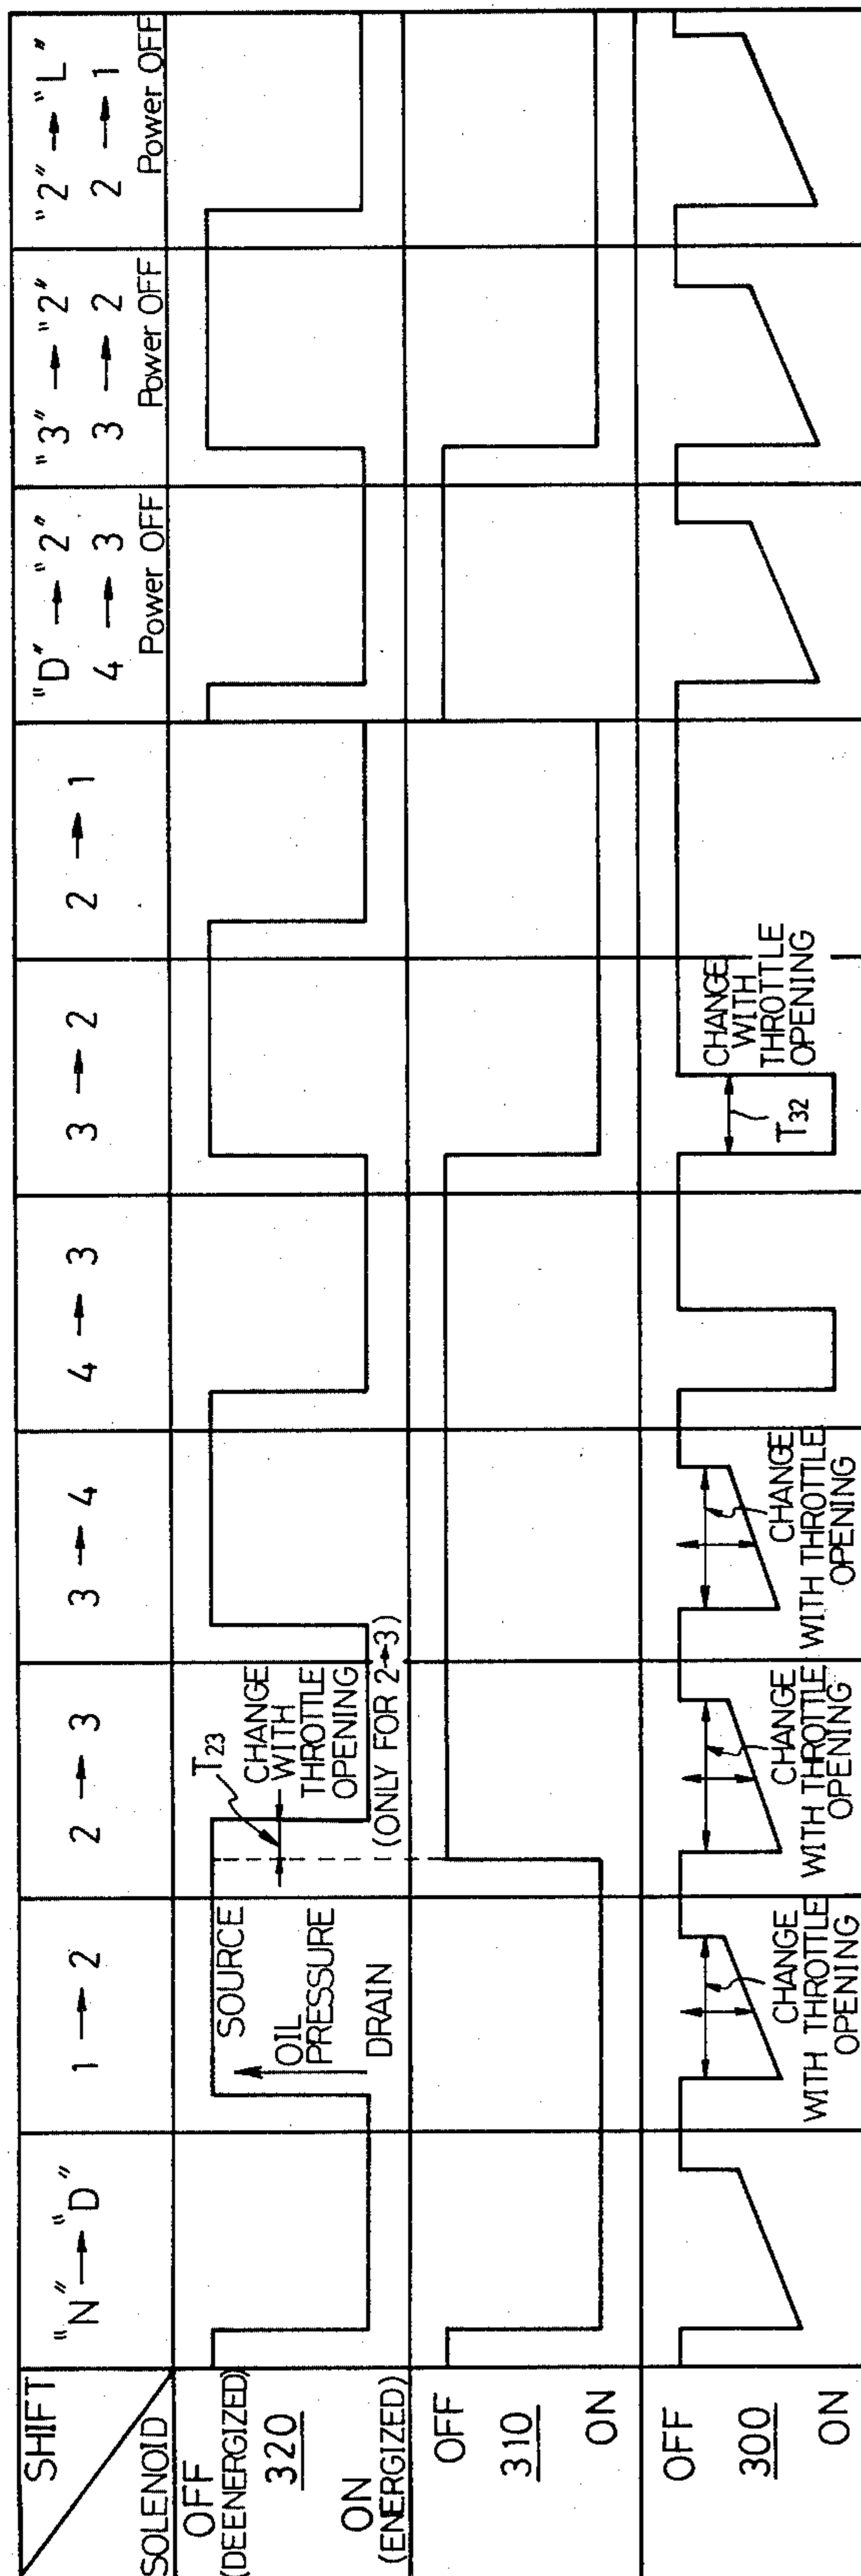 SHIFT
SOLENOID
"N" → "D"
1 → 2
2 → 3
3 → 4
4 → 3
3 → 2
2 → 1
"D" → "2"
4 → 3
Power OFF
"3" → "2"
3 → 2
Power OFF
"2" → "L"
2 → 1
Power OFF
OFF
(DEENERGIZED)
320
ON
(ENERGIZED)
SOURCE
OIL
PRESSURE
DRAIN
T23
CHANGE
WITH
THROTTLE
OPENING
(ONLY FOR 2→3)
OFF
310
ON
OFF
300
ON
CHANGE
WITH THROTTLE
OPENING
CHANGE
WITH THROTTLE
OPENING
CHANGE
WITH THROTTLE
OPENING
CHANGE
WITH
THROTTLE
OPENING
T32